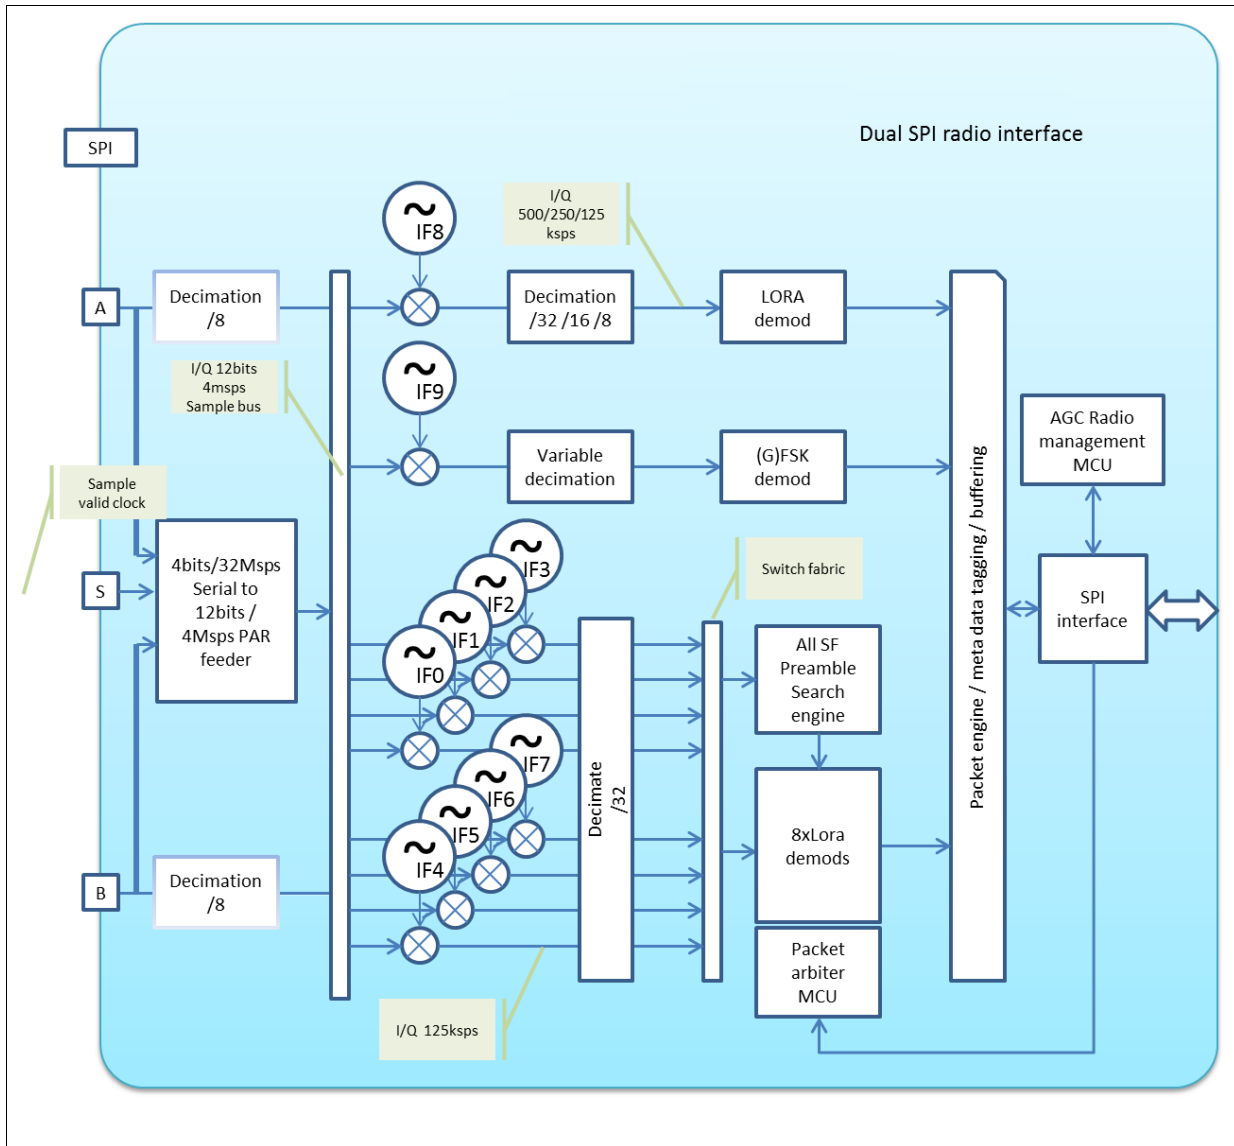 Dual SPI radio interface
SPI
I/Q
500/250/125
ksps
~
IF8
A
Decimation
/8
Decimation
/32 /16 /8
LORA
demod
I/Q 12bits
4msps
Sample bus
~
IF9
Variable
decimation
(G)FSK
demod
AGC Radio
management
MCU
Sample
valid clock
S
4bits/32Msps
Serial to
12bits /
4Msps PAR
feeder
~
IF3
IF2
IF1
~
IF0
Switch fabric
All SF
Preamble
Search
engine
SPI
interface
Packet engine / meta data tagging / buffering
Decimate
/32
~
IF7
~
IF6
~
IF5
~
IF4
8xLora
demods
B
Decimation
/8
Packet
arbiter
MCU
I/Q 125ksps